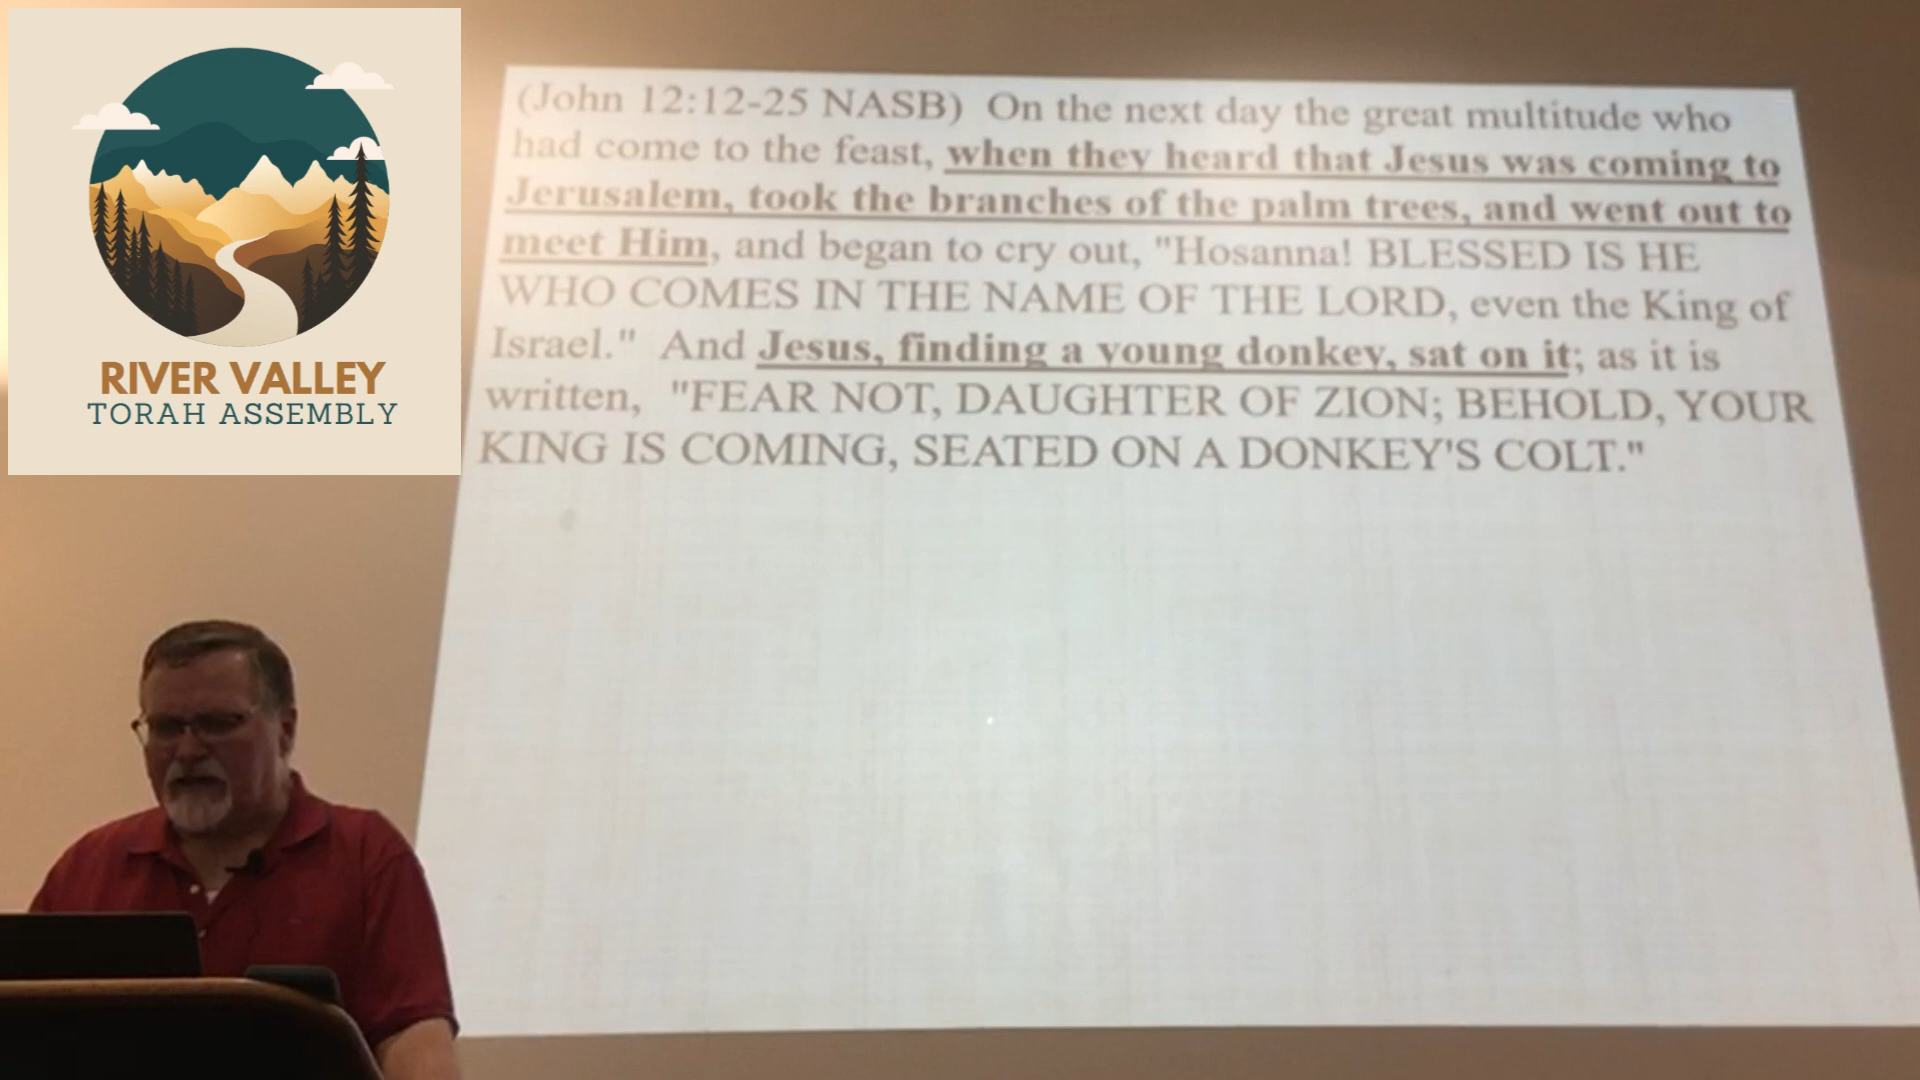 RIVER VALLEY
TORAH ASSEMBLY
(John 12:12-25 NASB) On the next day the great multitude who
had come to the feast, when they heard that Jesus was coming to
Jerusalem, took the branches of the palm trees, and went out to
meet Him, and began to cry out, "Hosanna! BLESSED IS HE
WHO COMES IN THE NAME OF THE LORD, even the King of
Israel." And Jesus, finding a young donkey, sat on it; as it is
written, "FEAR NOT, DAUGHTER OF ZION; BEHOLD, YOUR
KING IS COMING, SEATED ON A DONKEY'S COLT."